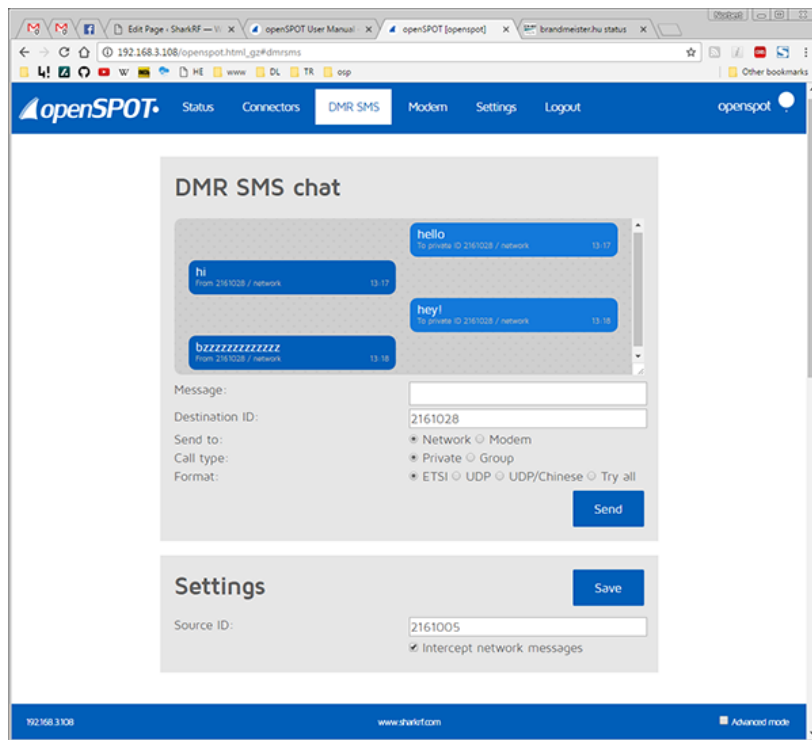 Edit Page - SharkRF — W
openSPOT User Manual -
openSPOT [openspot]
brandmeister.hu status
192.168.3.108/openspot.html_gz#dmrsms
W
HE
www
DL
TR
osp
Other bookmarks
openSPOT
Status
Connectors
DMR SMS
Modem
Settings
Logout
openspot
DMR SMS chat
hello
To private ID 2161028 / network 13:17
hi
From 2161028 / network 13:17
hey!
To private ID 2161028 / network 13:18
bzzzzzzzzzzzzz
From 2161028 / network 13:18
Message:
Destination ID: 2161028
Send to: Network Modem
Call type: Private Group
Format: ETSI UDP UDP/Chinese Try all
Send
Settings
Save
Source ID: 2161005
Intercept network messages
192.168.3.108
www.sharkrf.com
Advanced mode